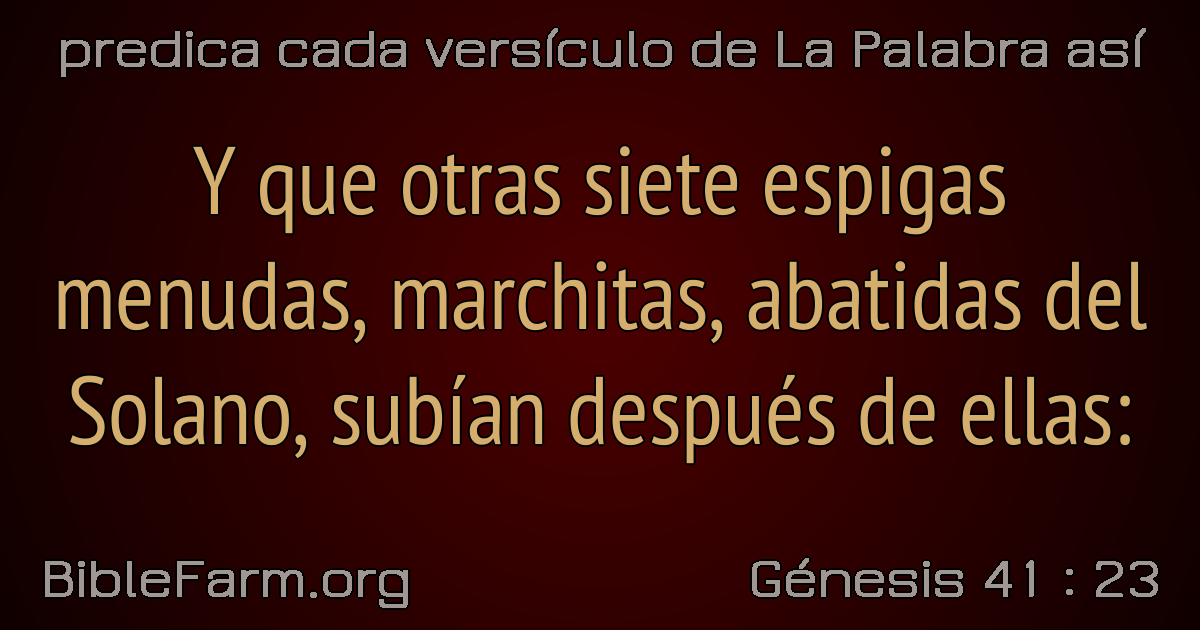 predica cada versículo de La Palabra así
Y que otras siete espigas
menudas, marchitas, abatidas del
Solano, subían después de ellas:
BibleFarm.org
Génesis 41 : 23